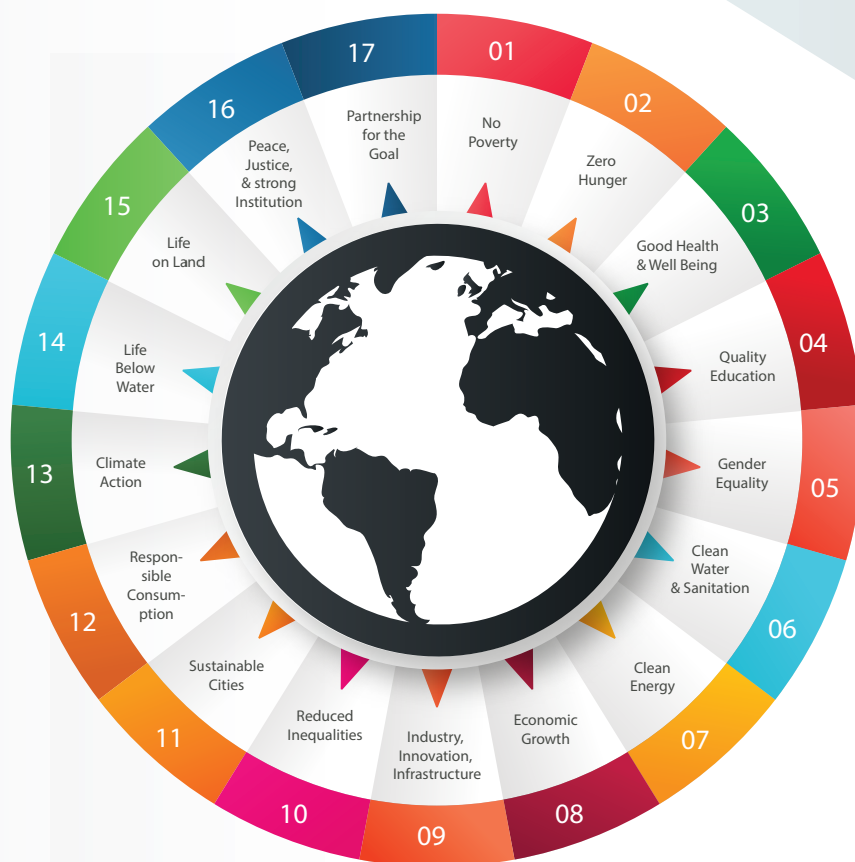 01
No
Poverty
02
Zero
Hunger
03
Good Health
& Well Being
04
Quality
Education
05
Gender
Equality
06
Clean
Water
& Sanitation
07
Clean
Energy
08
Economic
Growth
09
Industry,
Innovation,
Infrastructure
10
Reduced
Inequalities
11
Sustainable
Cities
12
Respon-
sible
Consum-
ption
13
Climate
Action
14
Life
Below
Water
15
Life
on Land
16
Peace,
Justice,
& strong
Institution
17
Partnership
for the
Goal